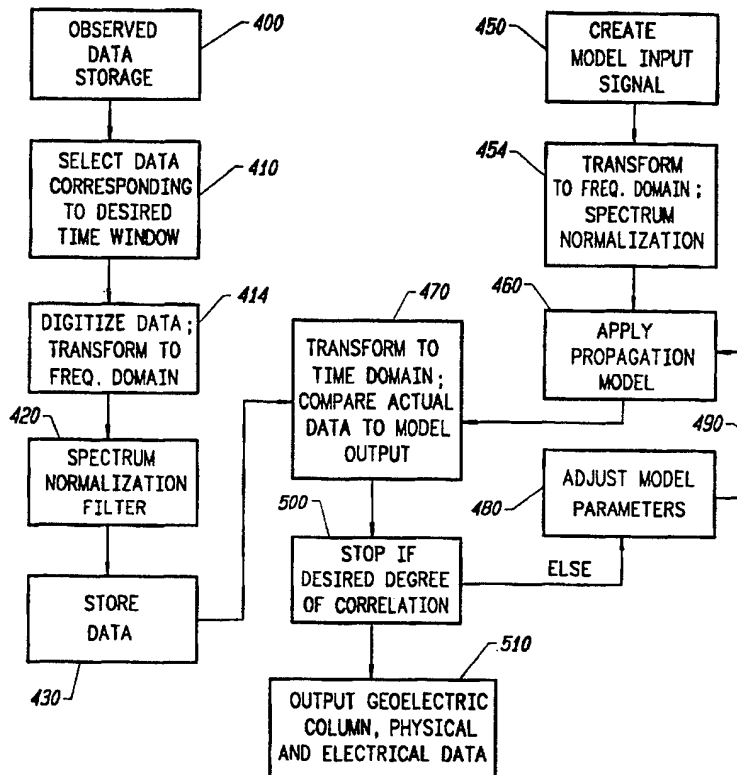 OBSERVED
DATA
STORAGE
400
SELECT DATA
CORRESPONDING
TO DESIRED
TIME WINDOW
410
DIGITIZE DATA;
TRANSFORM TO
FREQ. DOMAIN
414
420
SPECTRUM
NORMALIZATION
FILTER
STORE
DATA
430
450
CREATE
MODEL INPUT
SIGNAL
454
TRANSFORM
TO FREQ. DOMAIN;
SPECTRUM
NORMALIZATION
460
APPLY
PROPAGATION
MODEL
470
TRANSFORM TO
TIME DOMAIN;
COMPARE ACTUAL
DATA TO MODEL
OUTPUT
490
480
ADJUST MODEL
PARAMETERS
500
STOP IF
DESIRED DEGREE
OF CORRELATION
ELSE
510
OUTPUT GEOELECTRIC
COLUMN, PHYSICAL
AND ELECTRICAL DATA